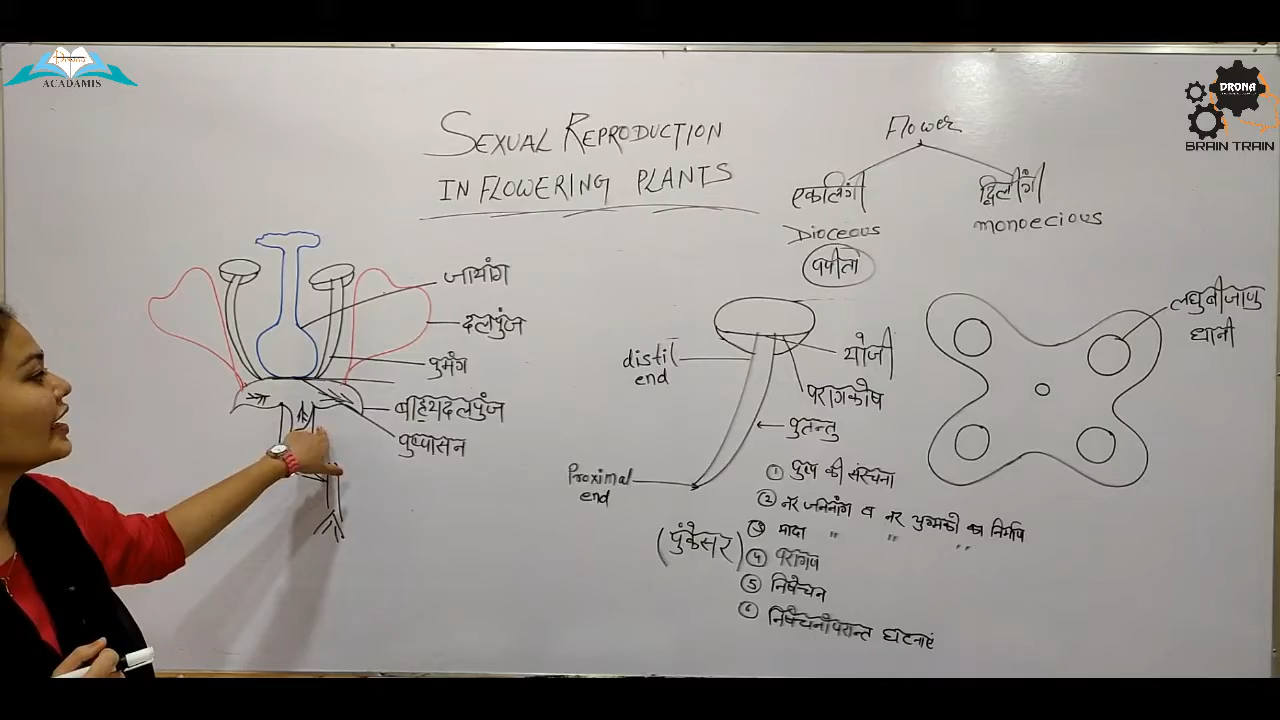 Drona
ACADAMIS
DRONA
BRAIN TRAIN
SEXUAL REPRODUCTION
IN FLOWERING PLANTS
Flower
एकलिंगी
द्विलिंगी
Dioceous
monoecious
पपीता
जायांग
दलपुंज
पुमंग
बाह्यदलपुंज
पुष्पासन
distil
end
योजी
परागकोष
पुतन्तु
Proximal
end
(पुंकेसर)
लघुबीजाणु
धानी
① पुष्प की संरचना
② नर जननांग व नर युग्मकों का निर्माण
③ मादा " " "
④ परागण
⑤ निषेचन
⑥ निषेचनोपरान्त घटनाएं